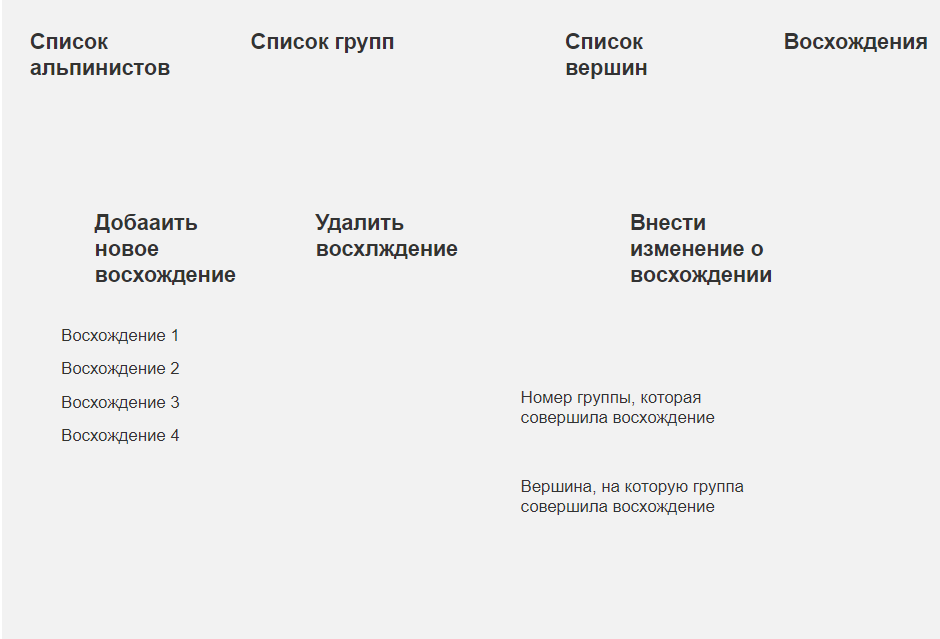 Список
альпинистов
Список групп
Список
вершин
Восхождения
Добааить
новое
восхождение
Удалить
восхлждение
Внести
изменение о
восхождении
Восхождение 1
Восхождение 2
Восхождение 3
Восхождение 4
Номер группы, которая
совершила восхождение
Вершина, на которую группа
совершила восхождение